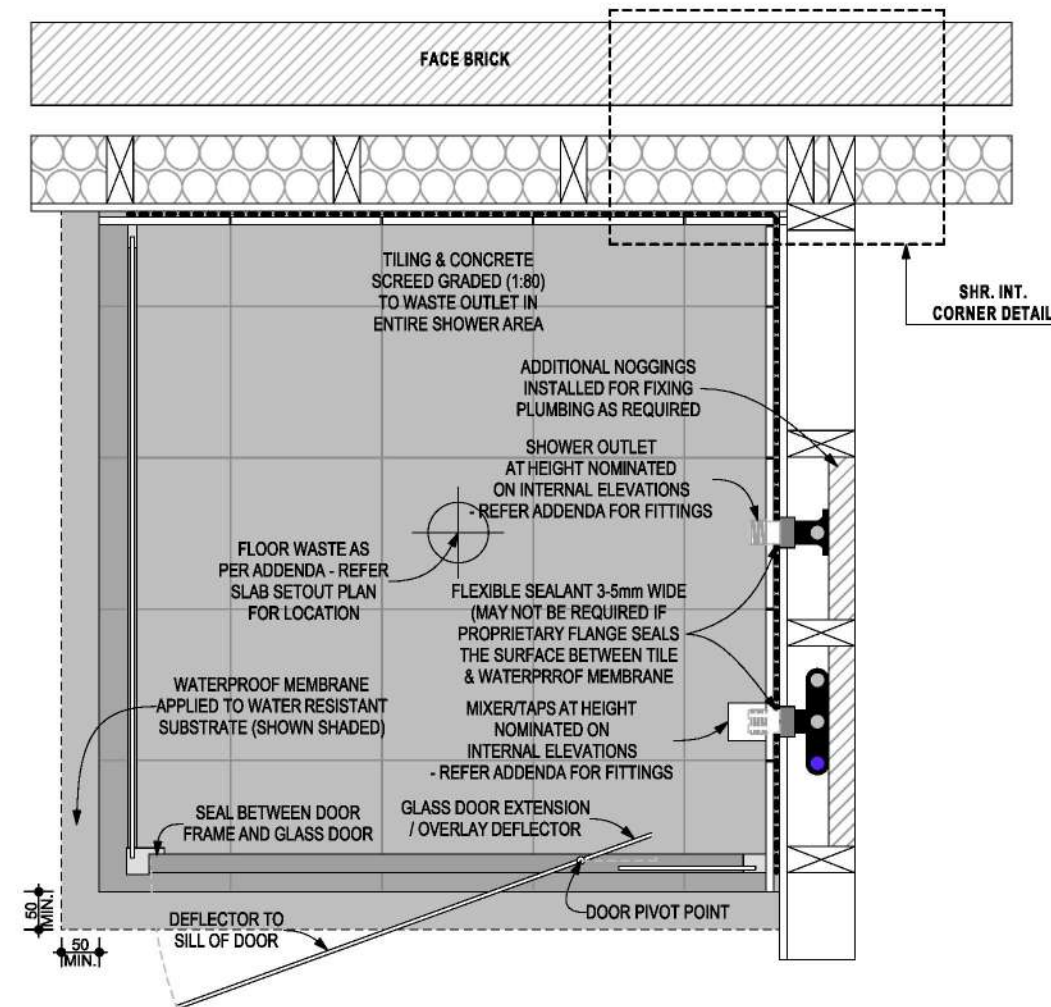 FACE BRICK
TILING & CONCRETE
SCREED GRADED (1:80)
TO WASTE OUTLET IN
ENTIRE SHOWER AREA
SHR. INT.
CORNER DETAIL
ADDITIONAL NOGGINGS
INSTALLED FOR FIXING
PLUMBING AS REQUIRED
SHOWER OUTLET
AT HEIGHT NOMINATED
ON INTERNAL ELEVATIONS
- REFER ADDENDA FOR FITTINGS
FLOOR WASTE AS
PER ADDENDA - REFER
SLAB SETOUT PLAN
FOR LOCATION
FLEXIBLE SEALANT 3-5mm WIDE
(MAY NOT BE REQUIRED IF
PROPRIETARY FLANGE SEALS
THE SURFACE BETWEEN TILE
& WATERPRROF MEMBRANE
WATERPROOF MEMBRANE
APPLIED TO WATER RESISTANT
SUBSTRATE (SHOWN SHADED)
MIXER/TAPS AT HEIGHT
NOMINATED ON
INTERNAL ELEVATIONS
- REFER ADDENDA FOR FITTINGS
SEAL BETWEEN DOOR
FRAME AND GLASS DOOR
GLASS DOOR EXTENSION
/ OVERLAY DEFLECTOR
DOOR PIVOT POINT
DEFLECTOR TO
SILL OF DOOR
50
MIN.
50
MIN.